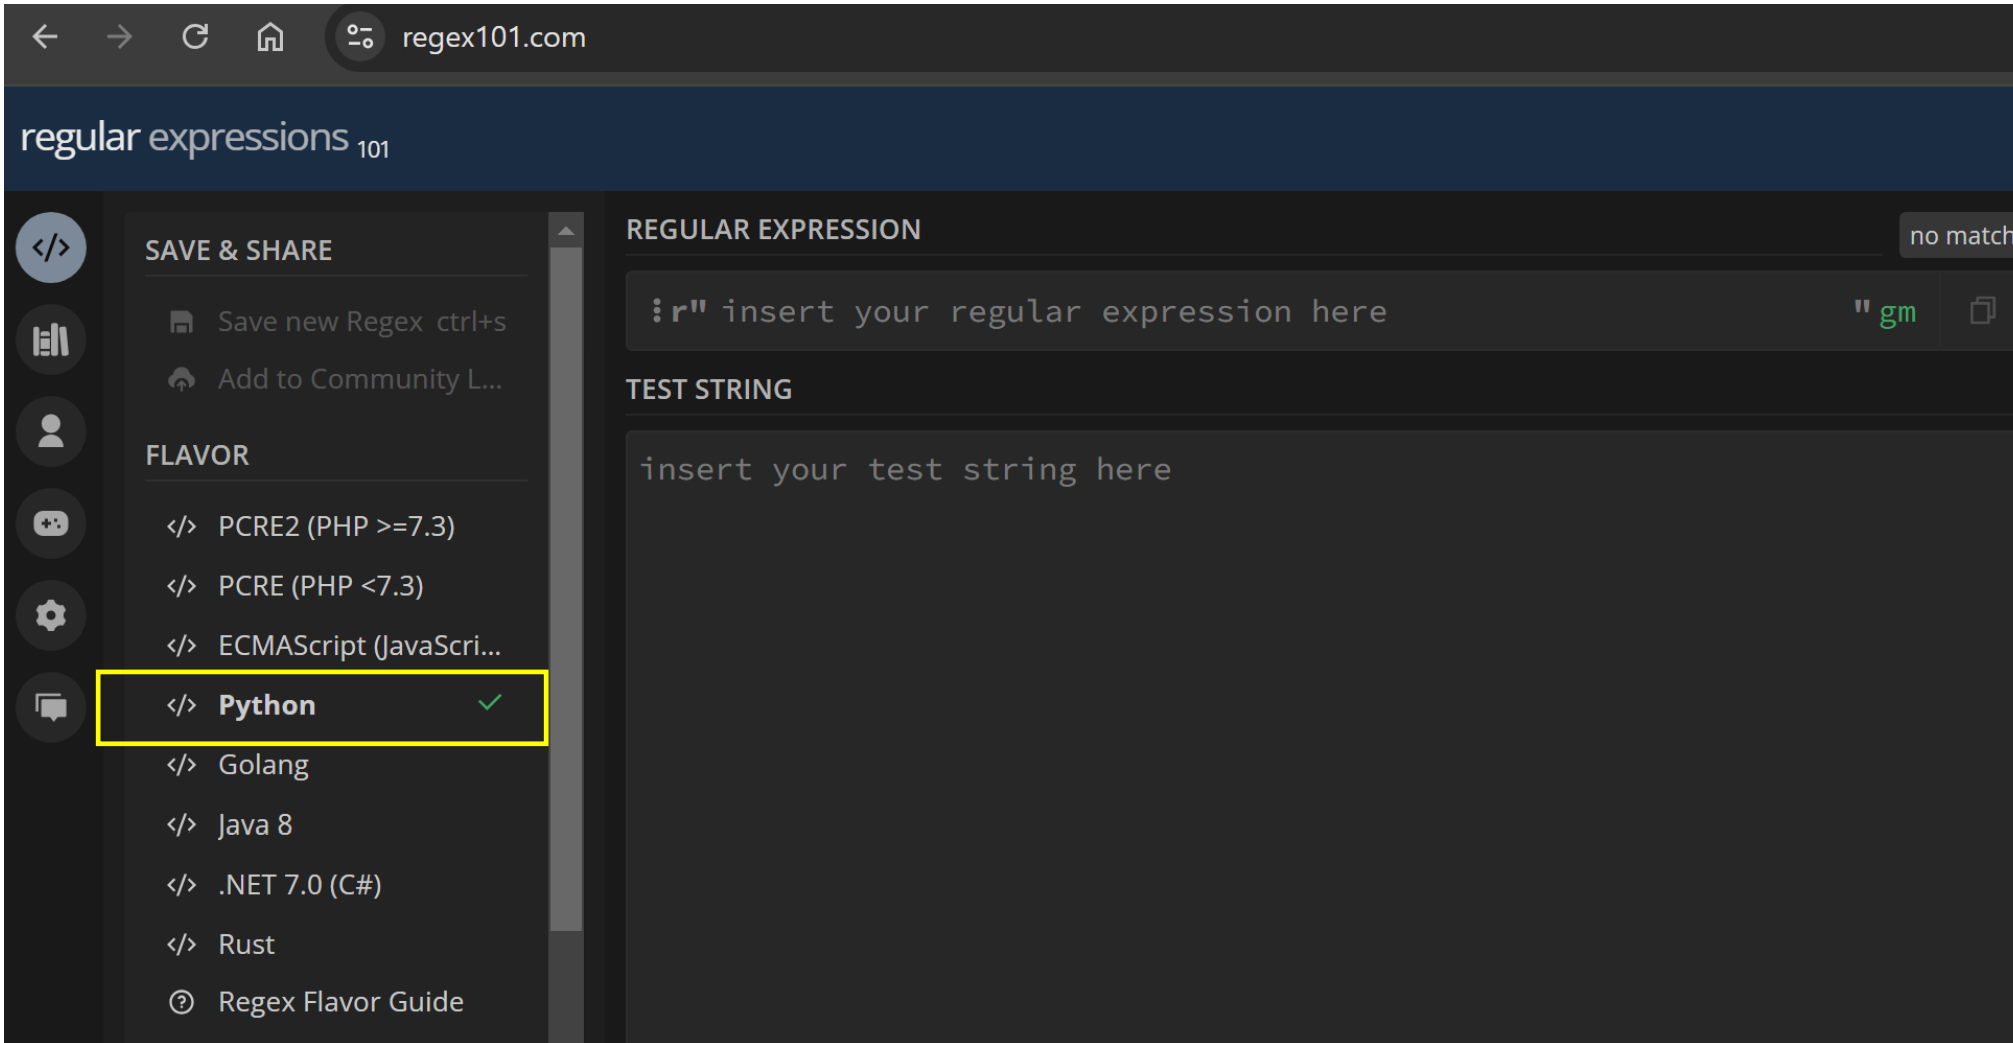 regex101.com
regular expressions 101
SAVE & SHARE
Save new Regex ctrl+s
Add to Community L...
FLAVOR
</> PCRE2 (PHP >=7.3)
</> PCRE (PHP <7.3)
</> ECMAScript (JavaScri...
</> Python
</> Golang
</> Java 8
</> .NET 7.0 (C#)
</> Rust
Regex Flavor Guide
REGULAR EXPRESSION
no match
r" insert your regular expression here " gm
TEST STRING
insert your test string here